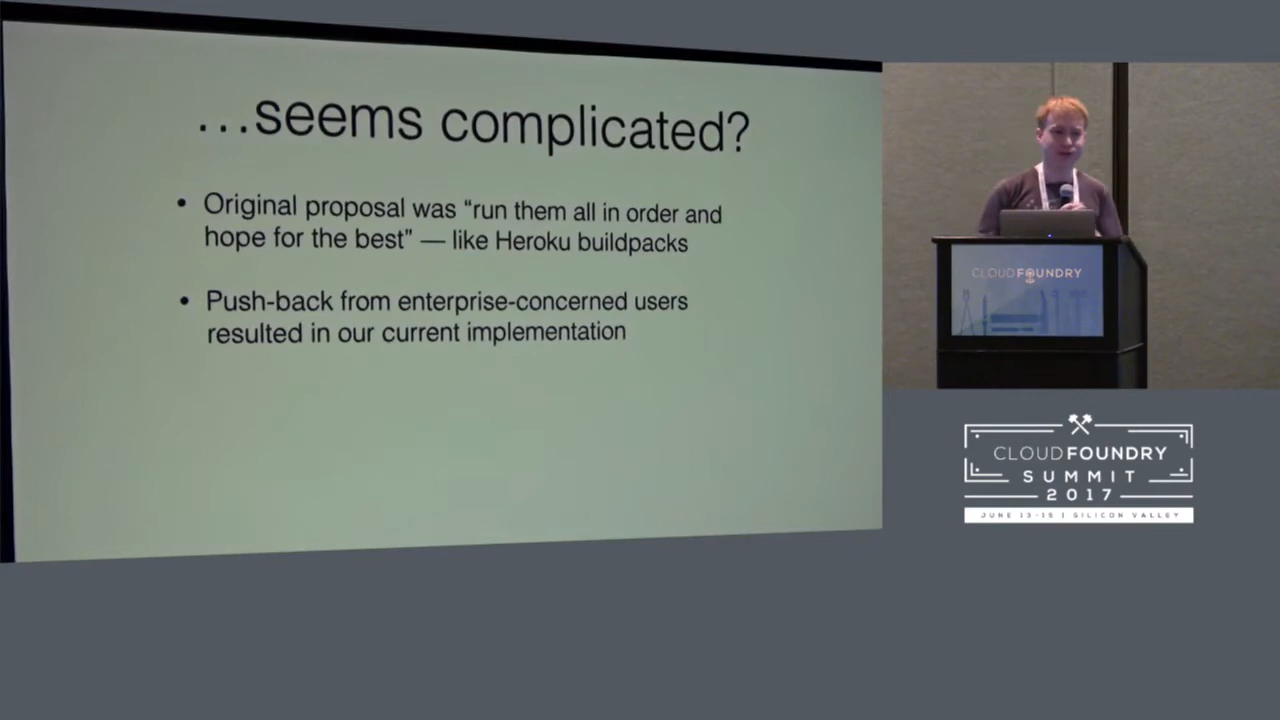 ...seems complicated?
• Original proposal was “run them all in order and
hope for the best” — like Heroku buildpacks
• Push-back from enterprise-concerned users
resulted in our current implementation
CLOUDFOUNDRY
CLOUDFOUNDRY
SUMMIT
2017
JUNE 13-15 | SILICON VALLEY